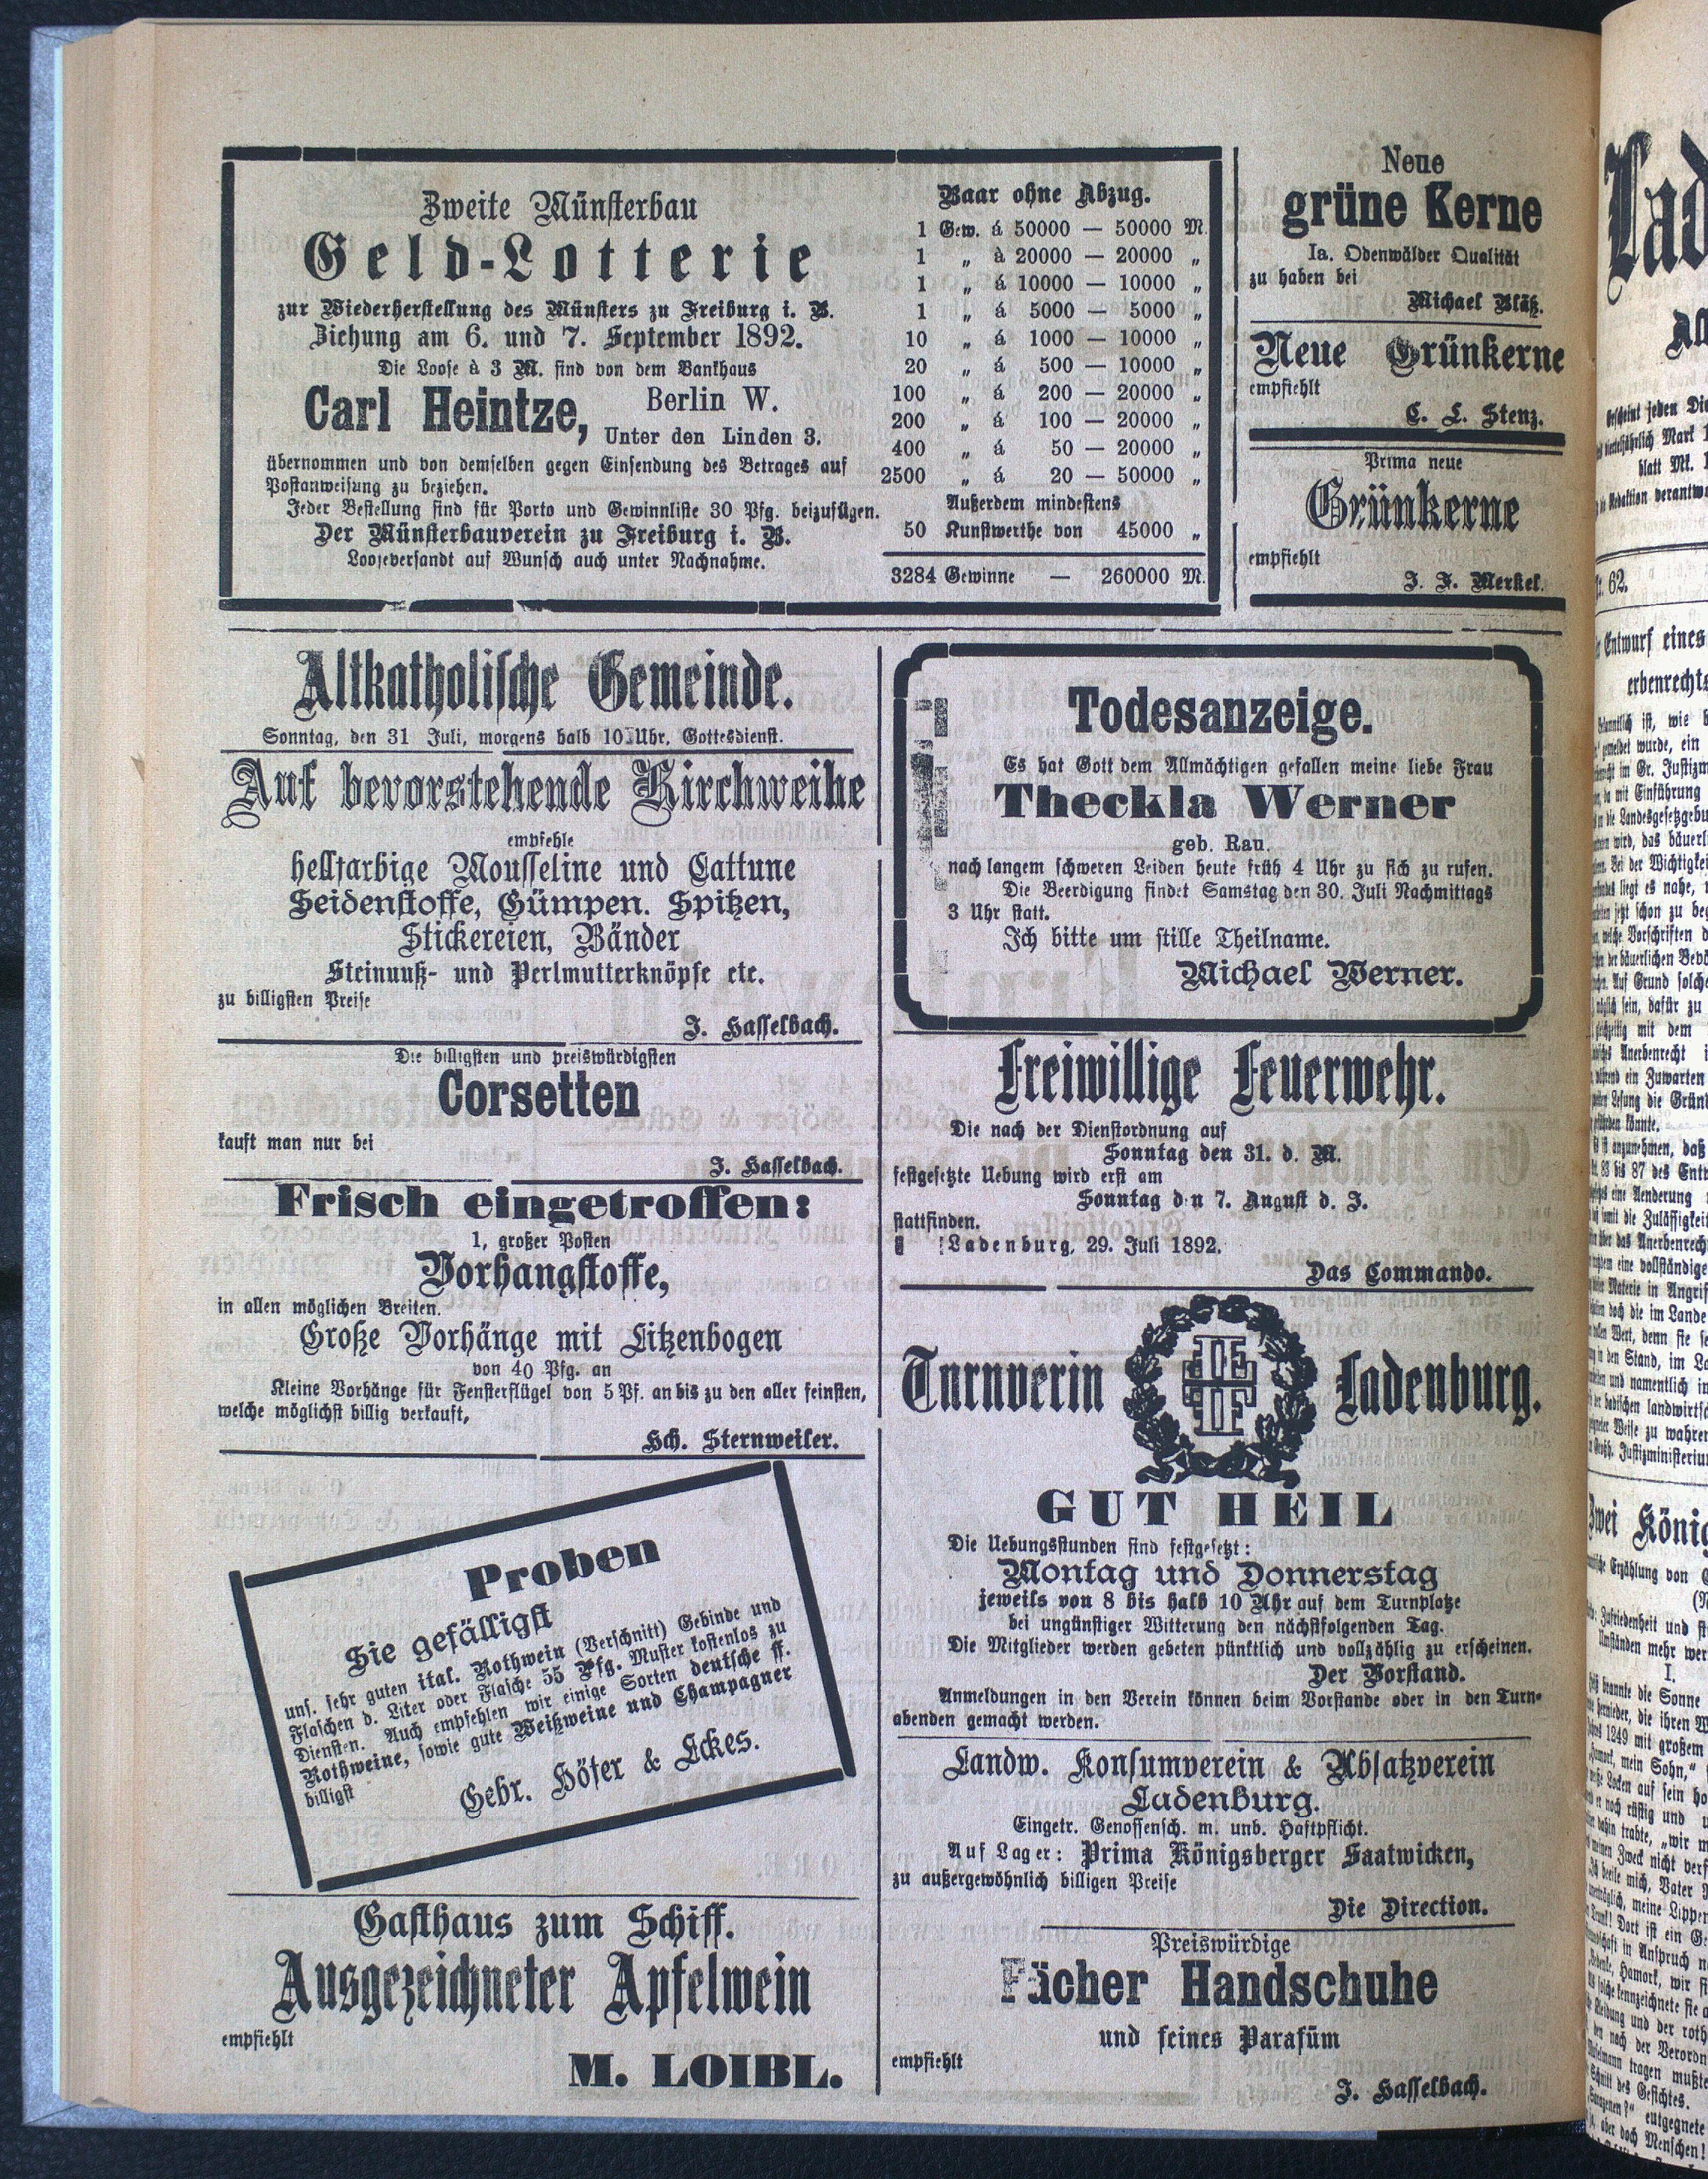 Zweite Münsterbau
Geld-Lotterie
zur Wiederherstellung des Münsters zu Freiburg i. B.
Ziehung am 6. und 7. September 1892.
Die Loose à 3 M. sind von dem Bankhaus
Carl Heintze, Berlin W.
Unter den Linden 3.
übernommen und von demselben gegen Einsendung des Betrages auf
Postanweisung zu beziehen.
Jeder Bestellung sind für Porto und Gewinnliste 30 Pfg. beizufügen.
Der Münsterbauverein zu Freiburg i. B.
Looseversandt auf Wunsch auch unter Nachnahme.
Baar ohne Abzug.
1 Gew. á 50000 — 50000 M.
1 „ à 20000 — 20000 „
1 „ á 10000 — 10000 „
1 „ á 5000 — 5000 „
10 „ á 1000 — 10000 „
20 „ á 500 — 10000 „
100 „ á 200 — 20000 „
200 „ á 100 — 20000 „
400 „ á 50 — 20000 „
2500 „ á 20 — 50000 „
Außerdem mindestens
50 Kunstwerthe von 45000 „
3284 Gewinne — 260000 M.
Neue
grüne Kerne
Ia. Odenwälder Qualität
zu haben bei
Michael Bläß.
Neue Grünkerne
empfiehlt
C. L. Stenz.
Prima neue
Grünkerne
empfiehlt
J. F. Merkel.
Altkatholische Gemeinde.
Sonntag, den 31 Juli, morgens halb 10 Uhr, Gottesdienst.
Auf bevorstehende Kirchweihe
empfehle
hellfarbige Mousseline und Cattune
Seidenstoffe, Gümpen. Spitzen,
Stickereien, Bänder
Steinnuß- und Perlmutterknöpfe etc.
zu billigsten Preise
J. Hasselbach.
Die billigsten und preiswürdigsten
Corsetten
kauft man nur bei
J. Hasselbach.
Frisch eingetroffen:
1, großer Posten
Vorhangstoffe,
in allen möglichen Breiten.
Große Vorhänge mit Litzenbogen
von 40 Pfg. an
Kleine Vorhänge für Fensterflügel von 5 Pf. an bis zu den aller feinsten,
welche möglichst billig verkauft,
Hch. Sternweiler.
Proben
Sie gefälligst
uns. sehr guten ital. Rothwein (Verschnitt) Gebinde und
Flaschen d. Liter oder Flasche 55 Pfg. Muster kostenlos zu
Diensten. Auch empfehlen wir einige Sorten deutsche ff.
Rothweine, sowie gute Weißweine und Champagner
billigst
Gebr. Höfer & Eckes.
Gasthaus zum Schiff.
Ausgezeichneter Apfelwein
empfiehlt
M. LOIBL.
Todesanzeige.
Es hat Gott dem Allmächtigen gefallen meine liebe Frau
Theckla Werner
geb. Rau.
nach langem schweren Leiden heute früh 4 Uhr zu sich zu rufen.
Die Beerdigung findet Samstag den 30. Juli Nachmittags
3 Uhr statt.
Ich bitte um stille Theilname.
Michael Werner.
Freiwillige Feuerwehr.
Die nach der Dienstordnung auf
Sonntag den 31. d. M.
festgesetzte Uebung wird erst am
Sonntag d n 7. August d. J.
stattfinden.
Ladenburg, 29. Juli 1892.
Das Commando.
Turnverin Ladenburg.
GUT HEIL
Die Uebungsstunden sind festgesetzt:
Montag und Donnerstag
jeweils von 8 bis halb 10 Uhr auf dem Turnplatze
bei ungünstiger Witterung den nächstfolgenden Tag.
Die Mitglieder werden gebeten pünktlich und vollzählig zu erscheinen.
Der Vorstand.
Anmeldungen in den Verein können beim Vorstande oder in den Turn-
abenden gemacht werden.
Landw. Konsumverein & Absatzverein
Ladenburg.
Eingetr. Genossensch. m. unb. Haftpflicht.
Auf Lager: Prima Königsberger Saatwicken,
zu außergewöhnlich billigen Preise
Die Direction.
Preiswürdige
Fächer Handschuhe
und feines Parafüm
empfiehlt
J. Hasselbach.